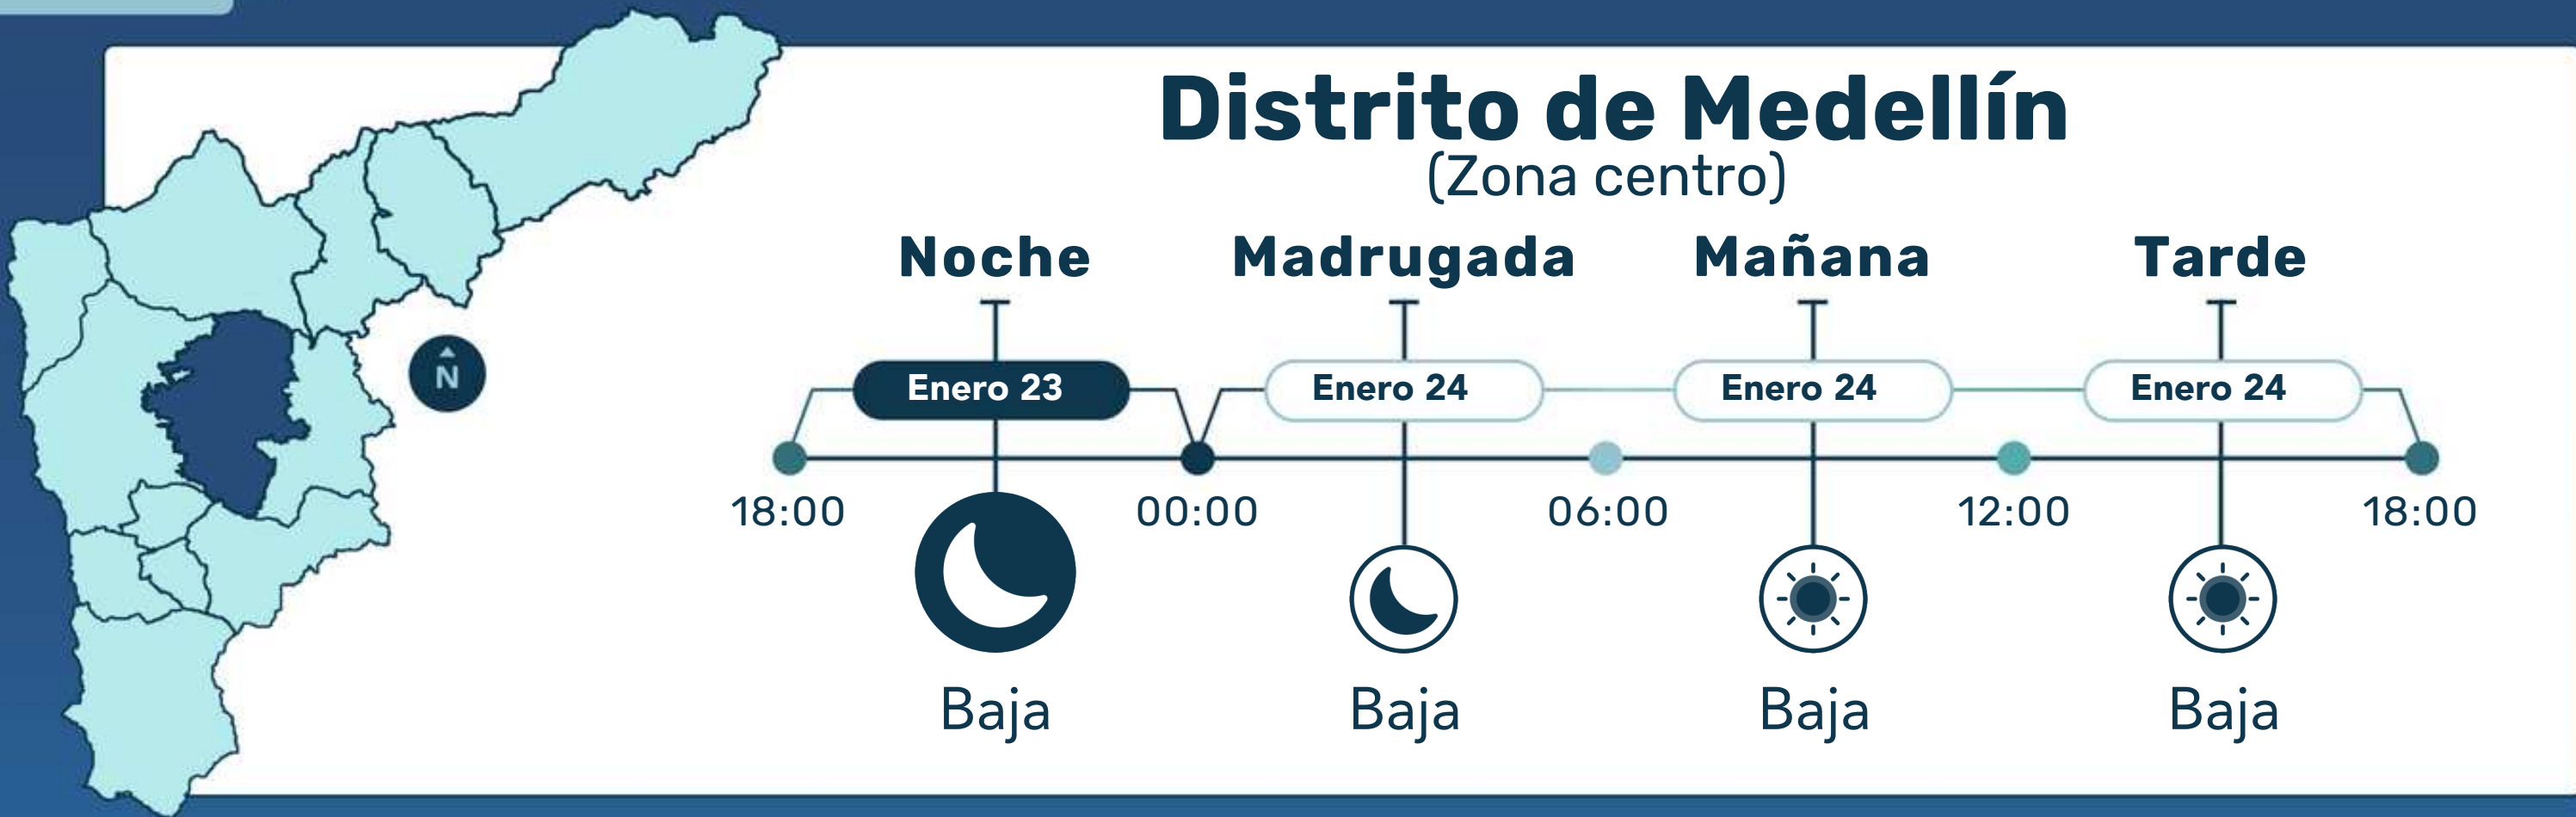 Distrito de Medellín
(Zona centro)
Noche Madrugada Mañana Tarde
N
Enero 23 Enero 24 Enero 24 Enero 24
18:00 00:00 06:00 12:00 18:00
Baja Baja Baja Baja